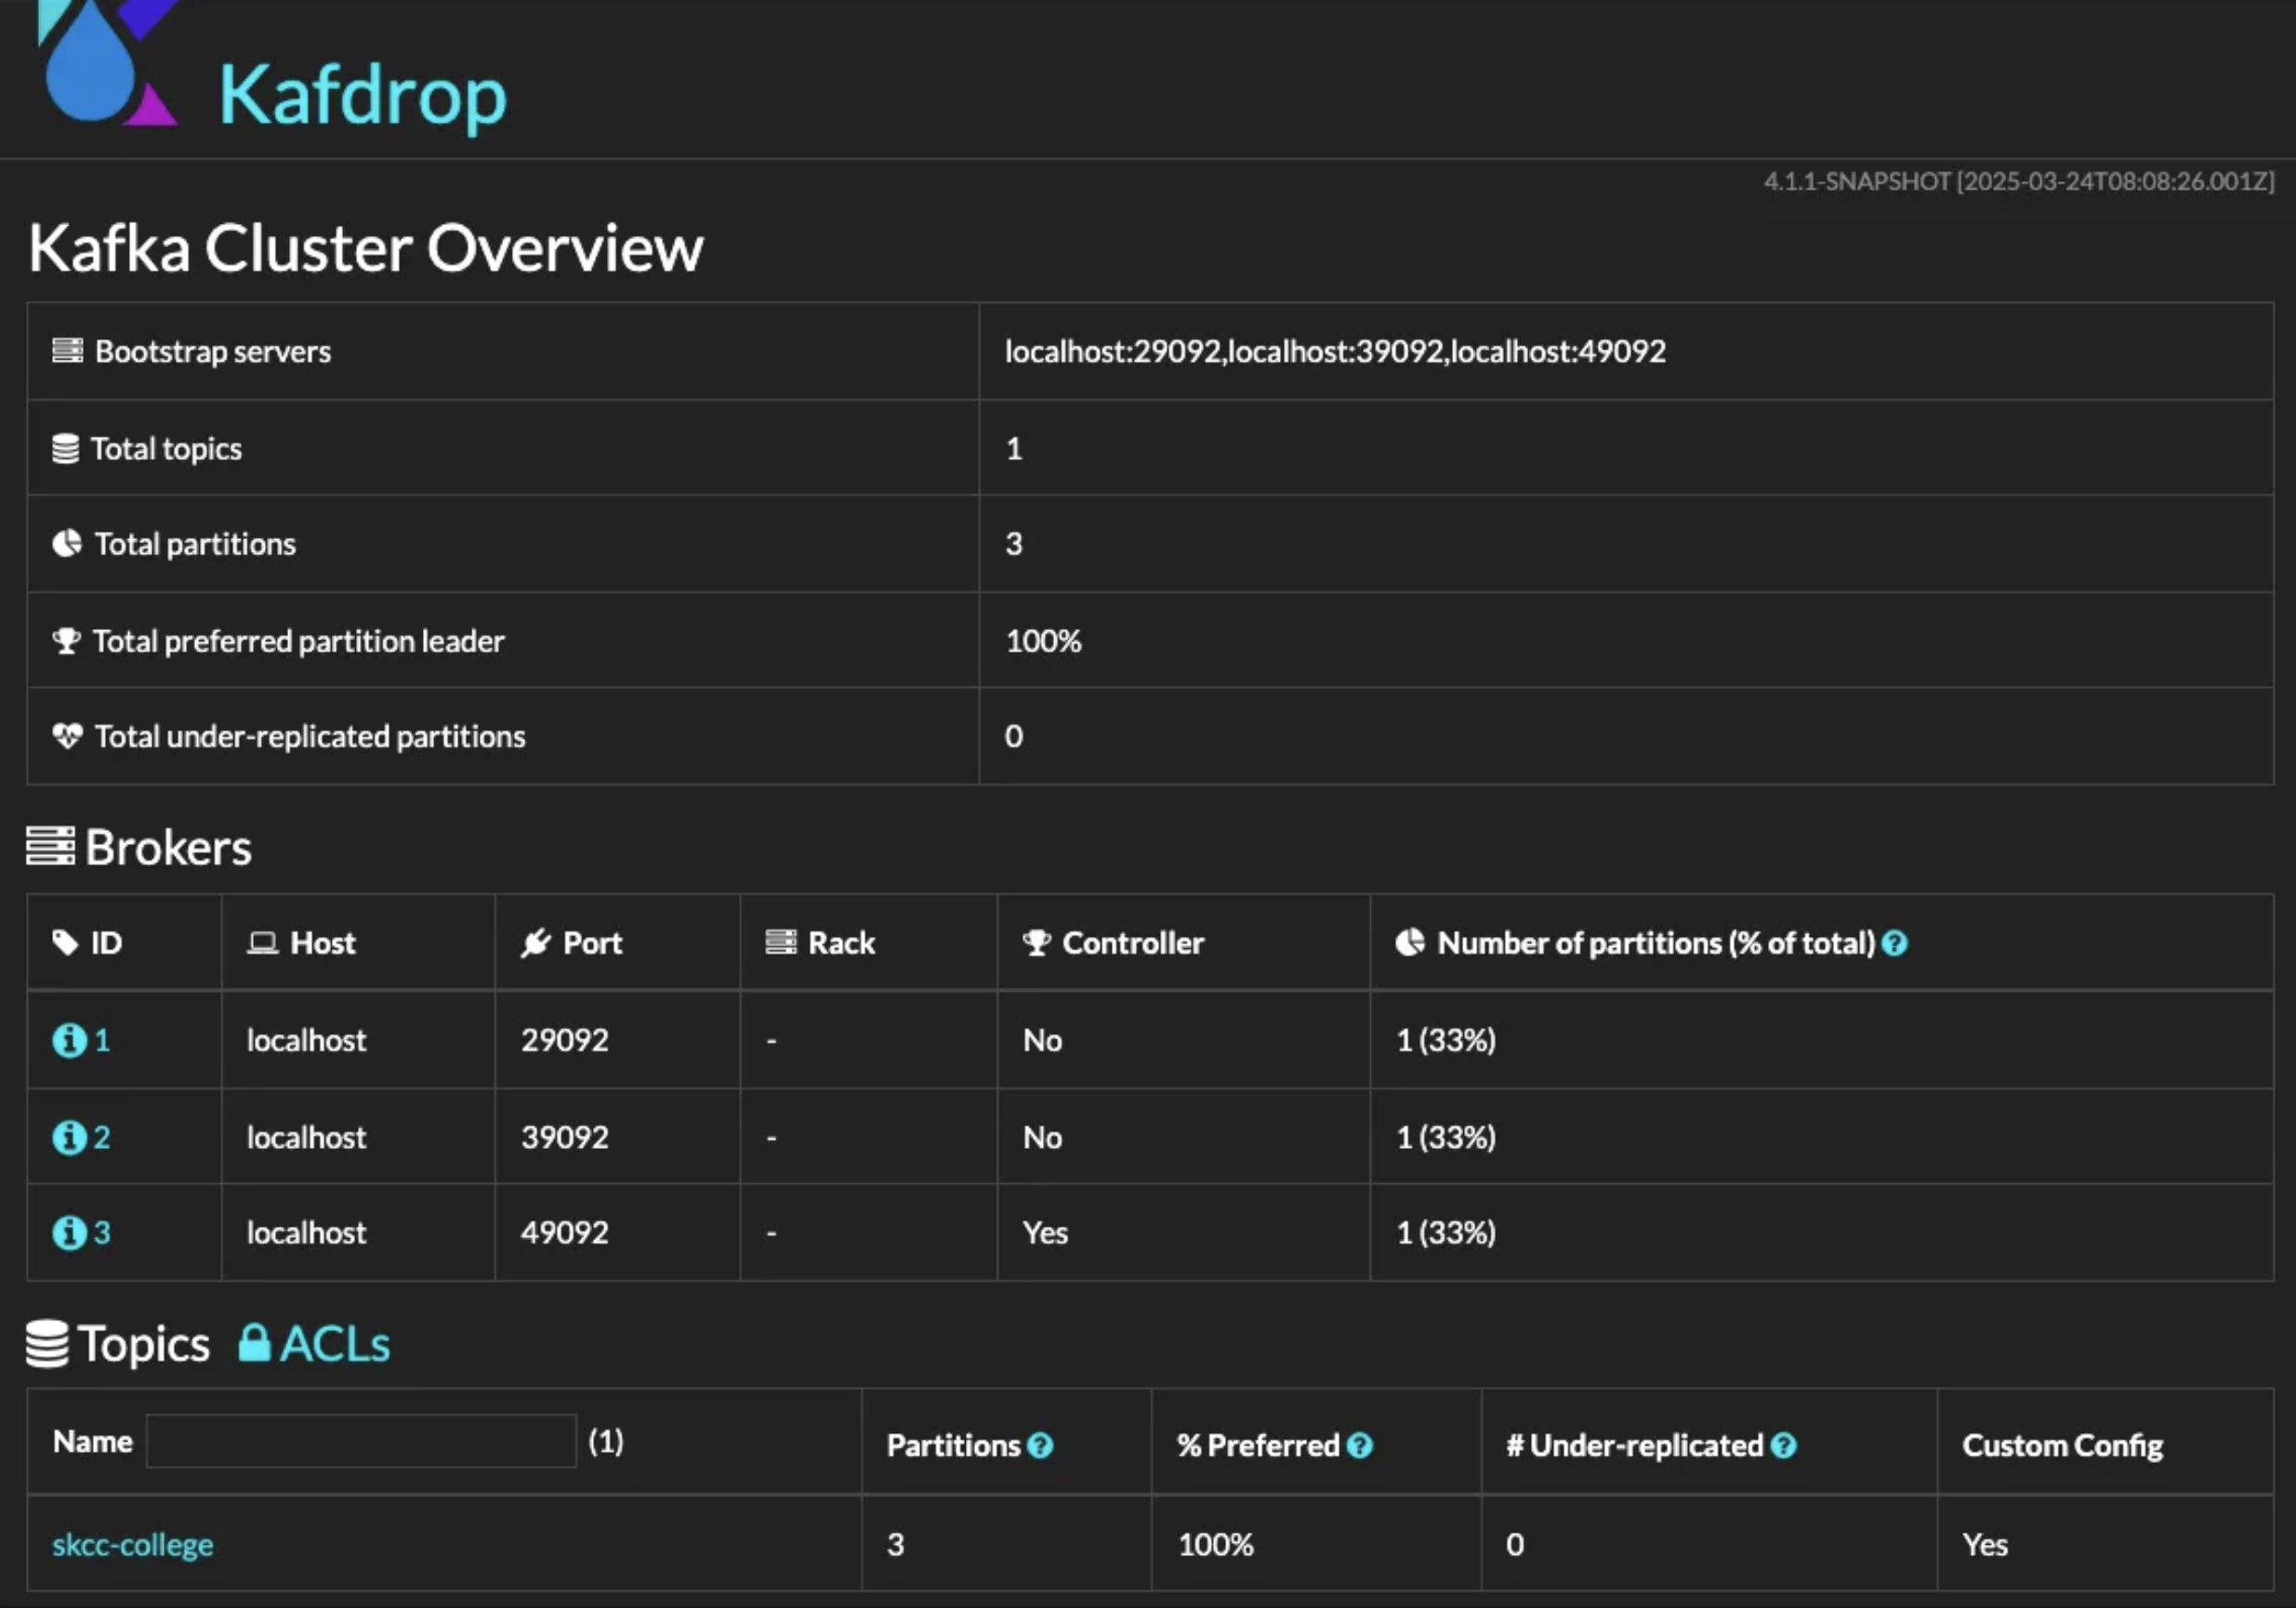 Kafdrop
4.1.1-SNAPSHOT [2025-03-24T08:08:26.001Z]
Kafka Cluster Overview
Bootstrap servers localhost:29092,localhost:39092,localhost:49092
Total topics 1
Total partitions 3
Total preferred partition leader 100%
Total under-replicated partitions 0
Brokers
ID Host Port Rack Controller Number of partitions (% of total) ?
1 localhost 29092 - No 1 (33%)
2 localhost 39092 - No 1 (33%)
3 localhost 49092 - Yes 1 (33%)
Topics ACLs
Name (1) Partitions ? % Preferred ? # Under-replicated ? Custom Config
skcc-college 3 100% 0 Yes